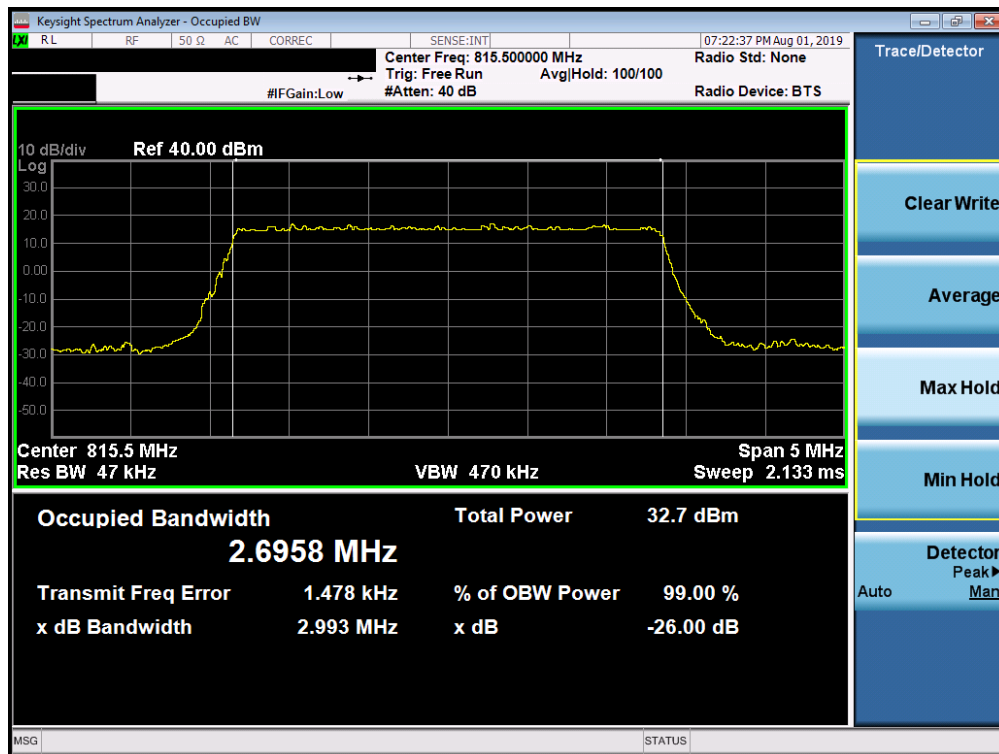 Keysight Spectrum Analyzer - Occupied BW
LXI RL RF 50 Ω AC CORREC SENSE:INT 07:22:37 PM Aug 01, 2019
Center Freq: 815.500000 MHz Radio Std: None
Trig: Free Run Avg|Hold: 100/100
#IFGain:Low #Atten: 40 dB Radio Device: BTS
Trace/Detector
10 dB/div Ref 40.00 dBm
Log
30.0
20.0
10.0
0.00
-10.0
-20.0
-30.0
-40.0
-50.0
Center 815.5 MHz Span 5 MHz
Res BW 47 kHz VBW 470 kHz Sweep 2.133 ms
Occupied Bandwidth Total Power 32.7 dBm
2.6958 MHz
Transmit Freq Error 1.478 kHz % of OBW Power 99.00 %
x dB Bandwidth 2.993 MHz x dB -26.00 dB
Clear Write
Average
Max Hold
Min Hold
Detector
Peak▶
Auto Man
MSG STATUS